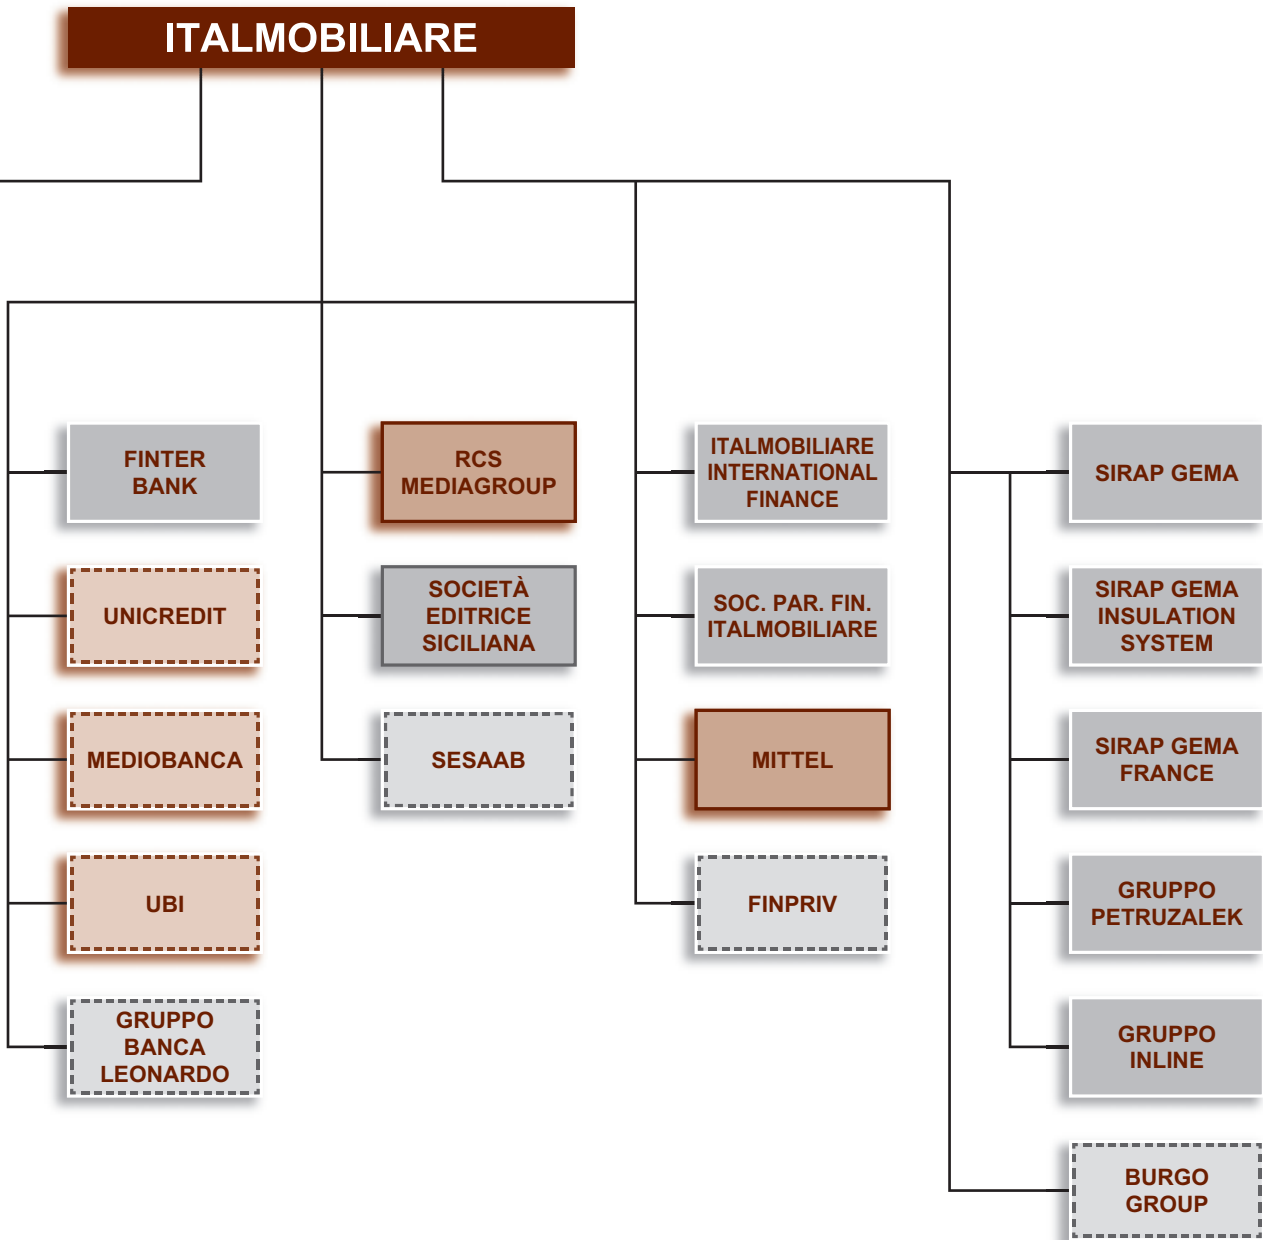 ITALMOBILIARE
FINTER
BANK
UNICREDIT
MEDIOBANCA
UBI
GRUPPO
BANCA
LEONARDO
RCS
MEDIAGROUP
SOCIETÀ
EDITRICE
SICILIANA
SESAAB
ITALMOBILIARE
INTERNATIONAL
FINANCE
SOC. PAR. FIN.
ITALMOBILIARE
MITTEL
FINPRIV
SIRAP GEMA
SIRAP GEMA
INSULATION
SYSTEM
SIRAP GEMA
FRANCE
GRUPPO
PETRUZALEK
GRUPPO
INLINE
BURGO
GROUP